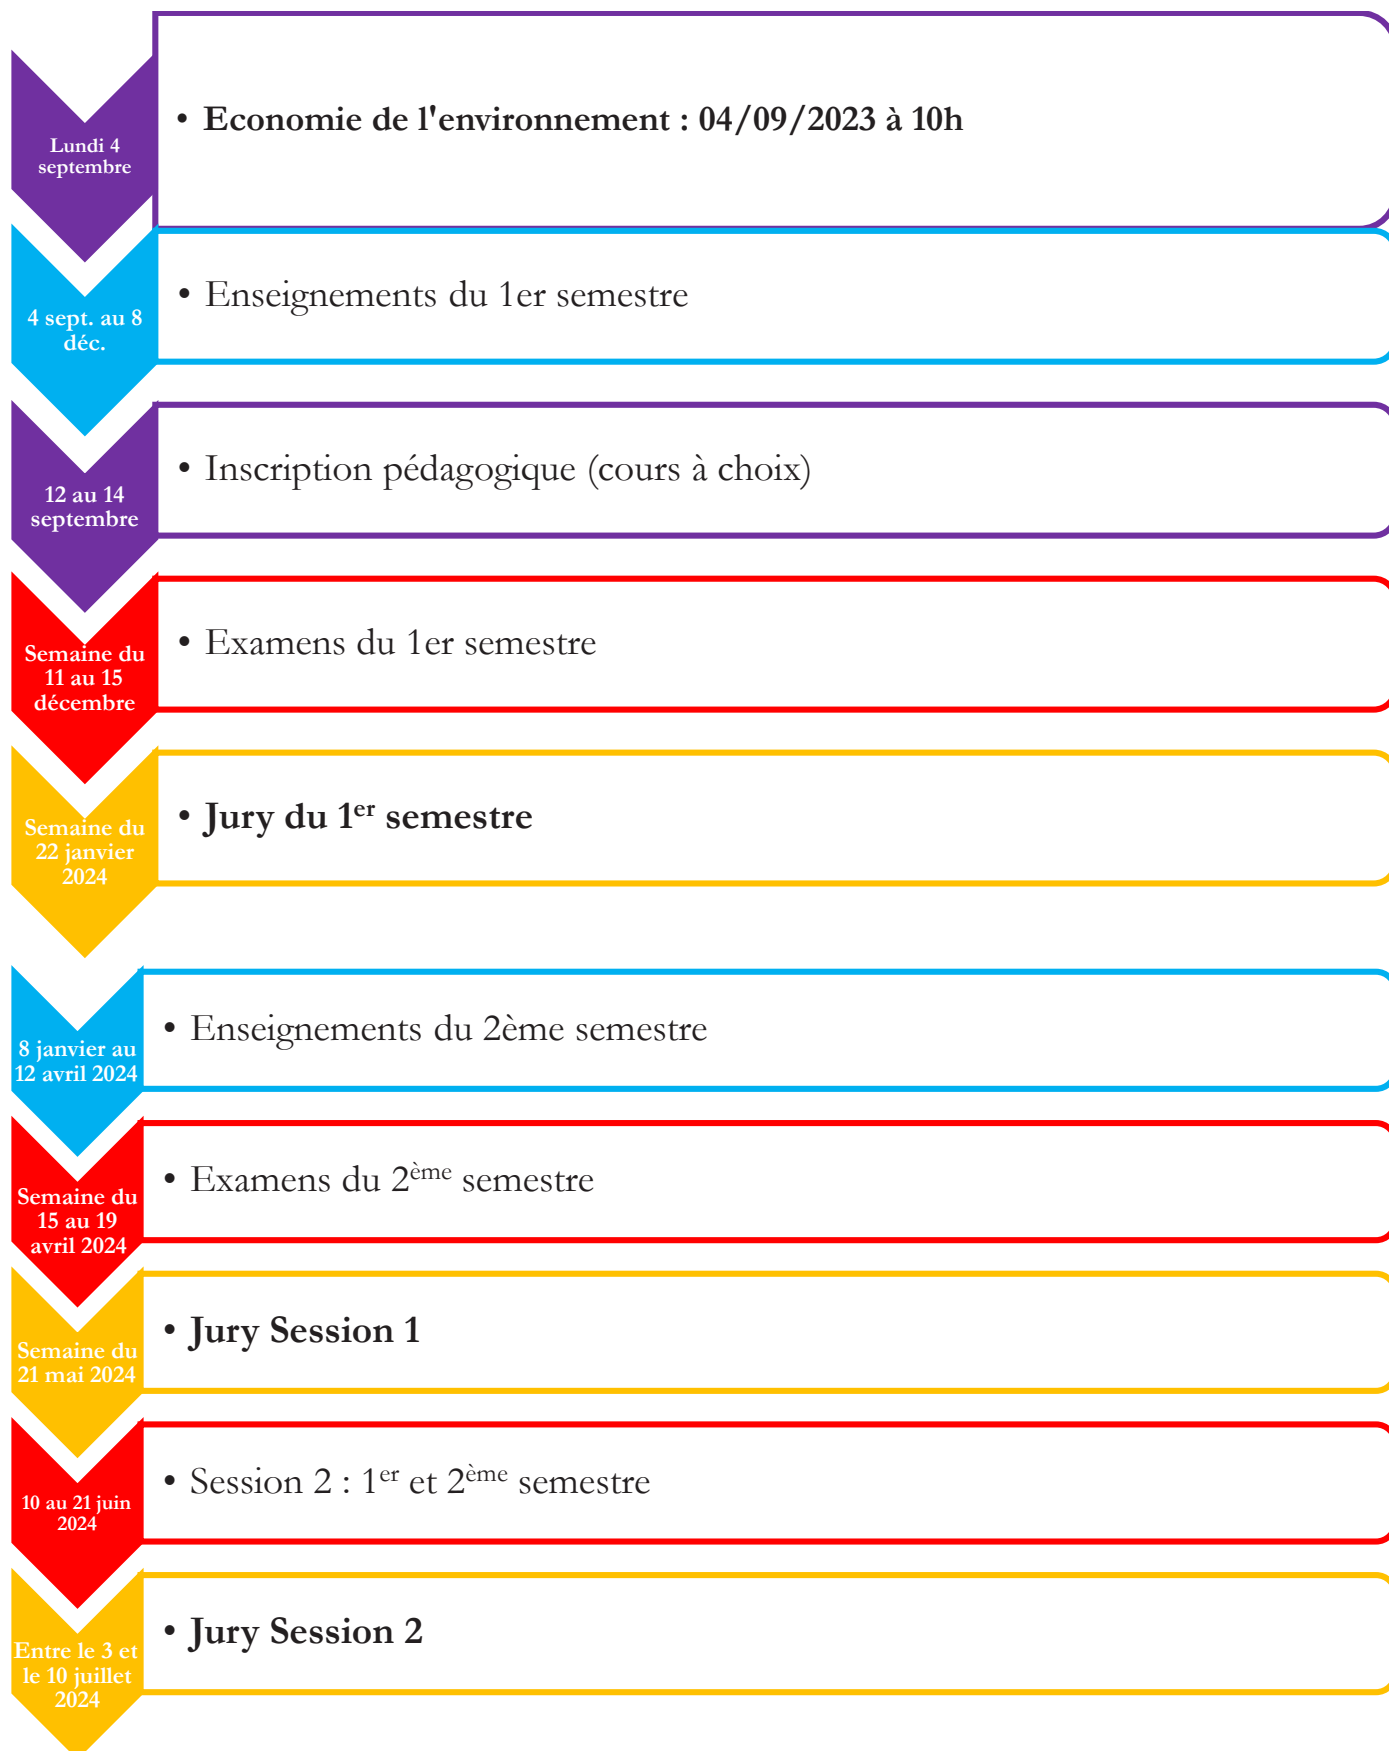 Lundi 4
septembre
• Economie de l'environnement : 04/09/2023 à 10h
4 sept. au 8
déc.
• Enseignements du 1er semestre
12 au 14
septembre
• Inscription pédagogique (cours à choix)
Semaine du
11 au 15
décembre
• Examens du 1er semestre
Semaine du
22 janvier
2024
• Jury du 1er semestre
8 janvier au
12 avril 2024
• Enseignements du 2ème semestre
Semaine du
15 au 19
avril 2024
• Examens du 2ème semestre
Semaine du
21 mai 2024
• Jury Session 1
10 au 21 juin
2024
• Session 2 : 1er et 2ème semestre
Entre le 3 et
le 10 juillet
2024
• Jury Session 2